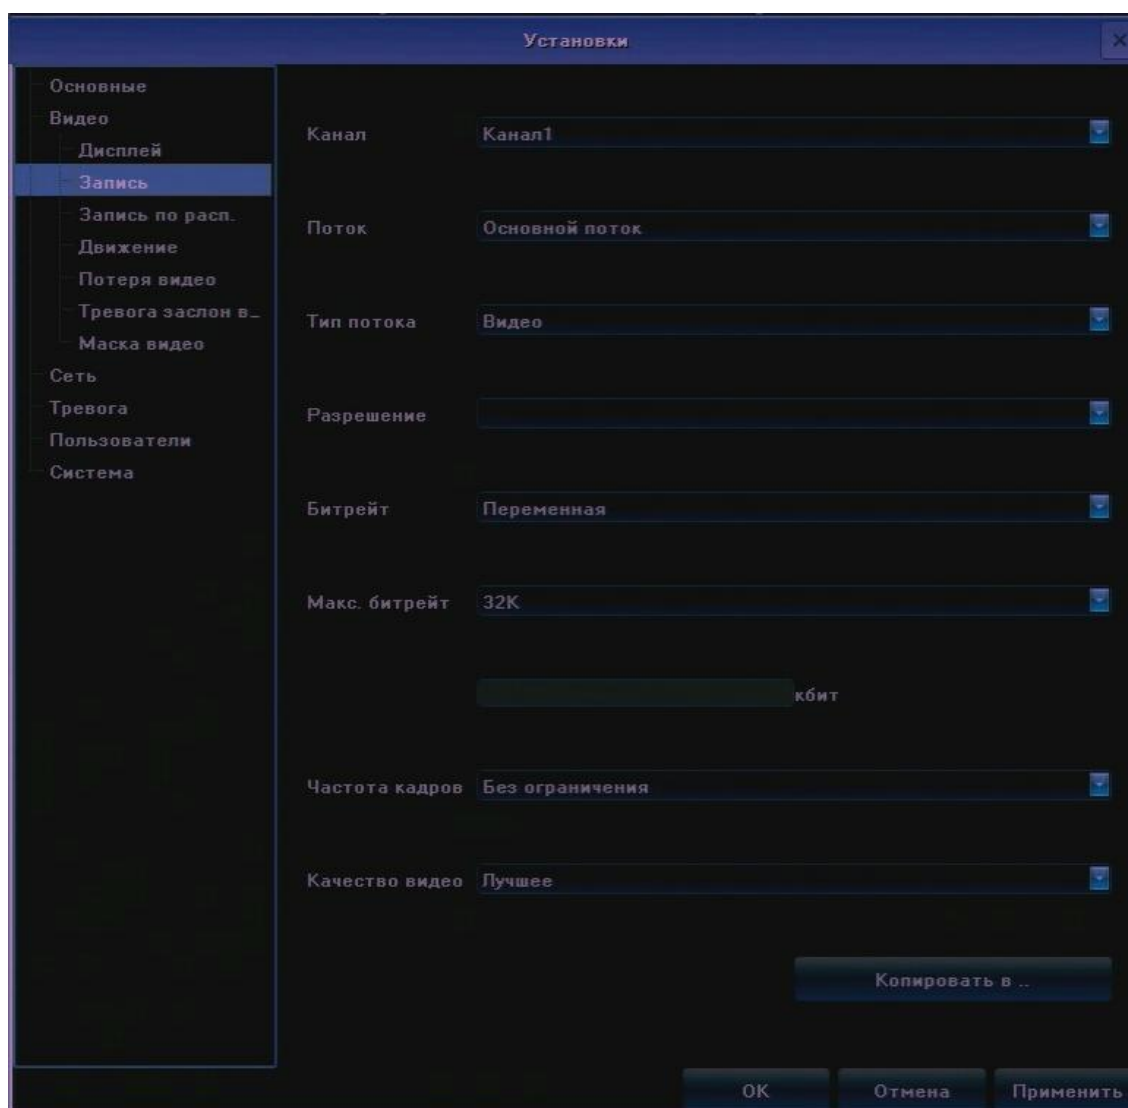 Установки
Основные
Видео
Дисплей
Запись
Запись по расп.
Движение
Потеря видео
Тревога заслон в_
Маска видео
Сеть
Тревога
Пользователи
Система
Канал Канал1
Поток Основной поток
Тип потока Видео
Разрешение
Битрейт Переменная
Макс. битрейт 32K
кбит
Частота кадров Без ограничения
Качество видео Лучшее
Копировать в ..
OK Отмена Применить